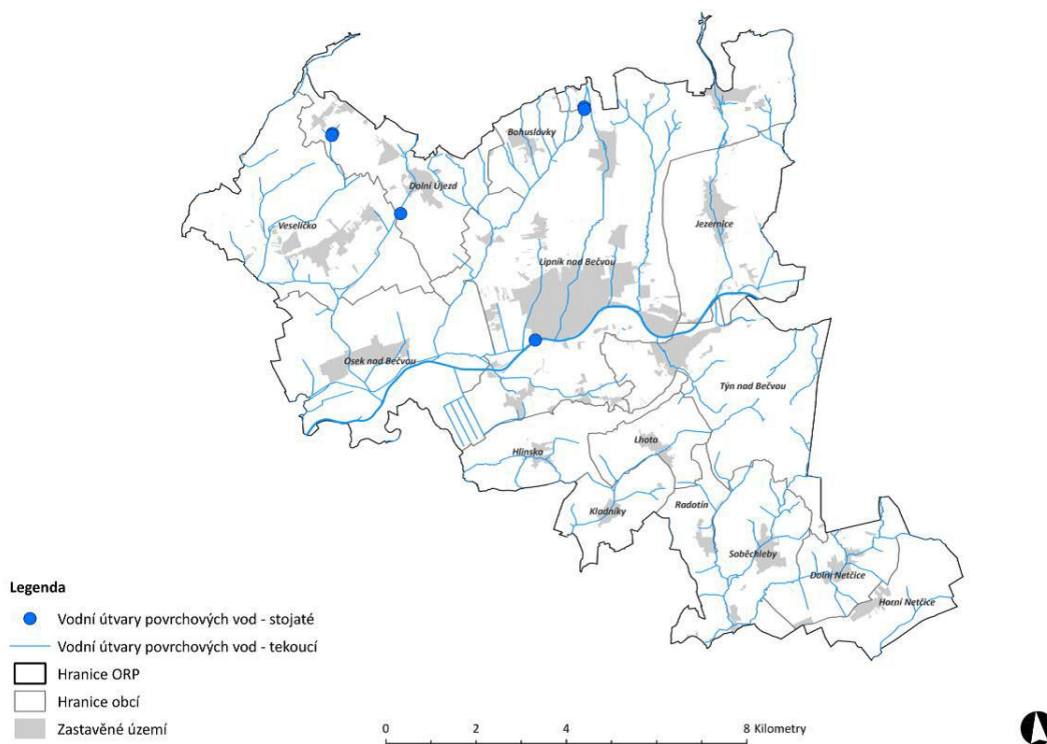 Bohuslávky
Dolní Újezd
Veselíčko
Jezernice
Lipník nad Bečvou
Osek nad Bečvou
Týn nad Bečvou
Lhota
Hlinsko
Radotín
Kladníky
Soběchleby
Dolní Netčice
Horní Netčice
Legenda
Vodní útvary povrchových vod - stojaté
Vodní útvary povrchových vod - tekoucí
Hranice ORP
Hranice obcí
Zastavěné území
0 2 4 8 Kilometry